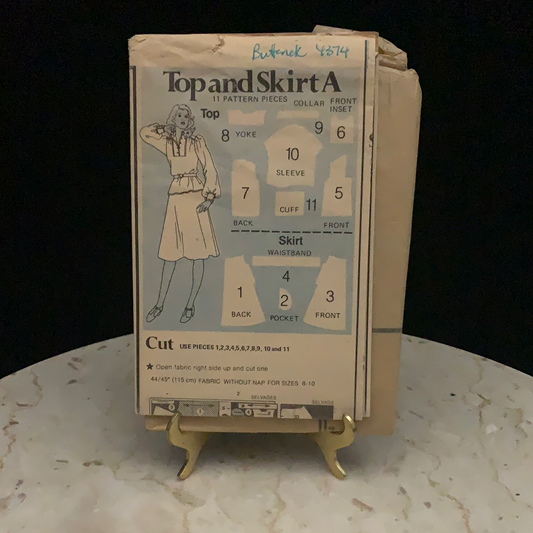 Butterick 4374
Top and Skirt A
11 PATTERN PIECES
COLLAR FRONT INSET
Top
8 YOKE
9
6
10
SLEEVE
7
BACK
CUFF 11
5
FRONT
Skirt
WAISTBAND
4
1
BACK
2
POCKET
3
FRONT
Cut USE PIECES 1,2,3,4,5,6,7,8,9, 10 and 11
★ Open fabric right side up and cut one
44/45" (115 cm) FABRIC WITHOUT NAP FOR SIZES 8-10
SELVAGES SELVAGE